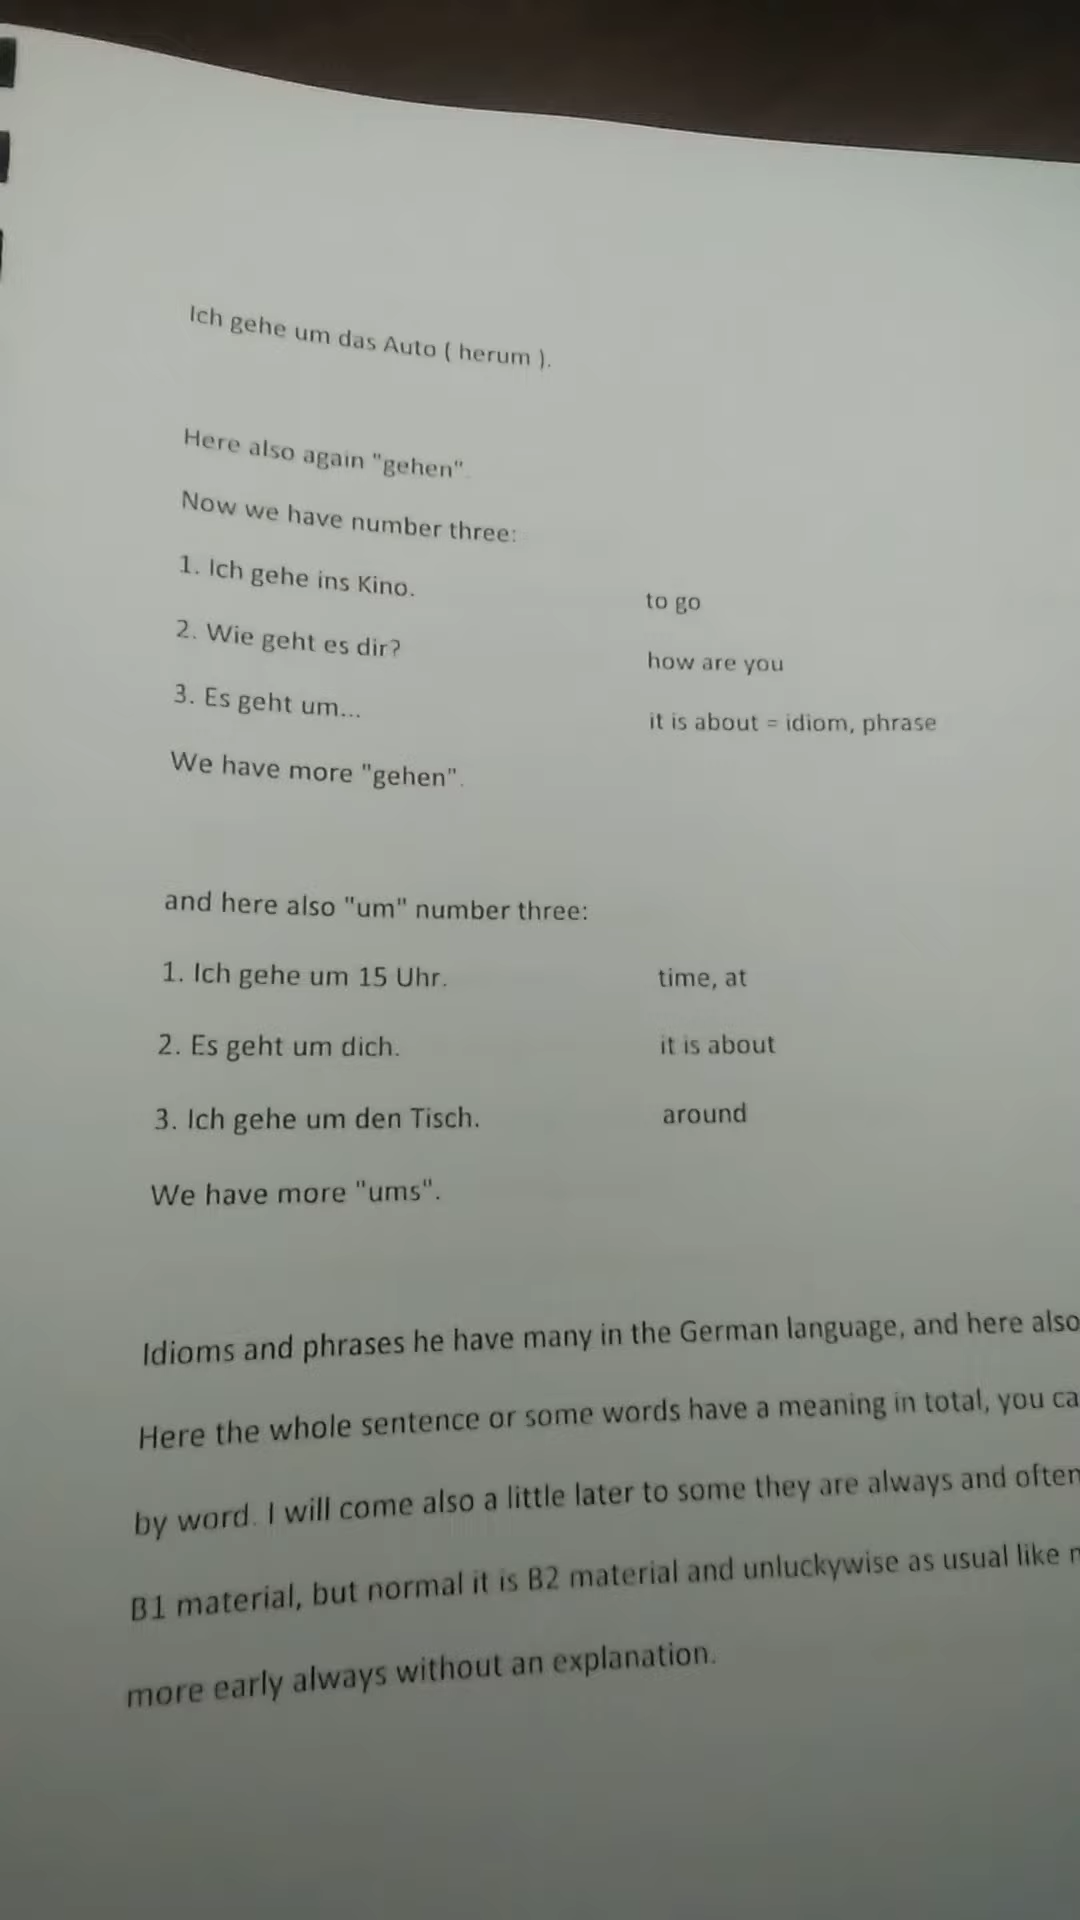 Ich gehe um das Auto ( herum ).
Here also again "gehen".
Now we have number three:
1. Ich gehe ins Kino. to go
2. Wie geht es dir? how are you
3. Es geht um... it is about = idiom, phrase
We have more "gehen".
and here also "um" number three:
1. Ich gehe um 15 Uhr. time, at
2. Es geht um dich. it is about
3. Ich gehe um den Tisch. around
We have more "ums".
Idioms and phrases he have many in the German language, and here also
Here the whole sentence or some words have a meaning in total, you
by word. I will come also a little later to some they are always and often
B1 material, but normal it is B2 material and unluckywise as usual like
more early always without an explanation.